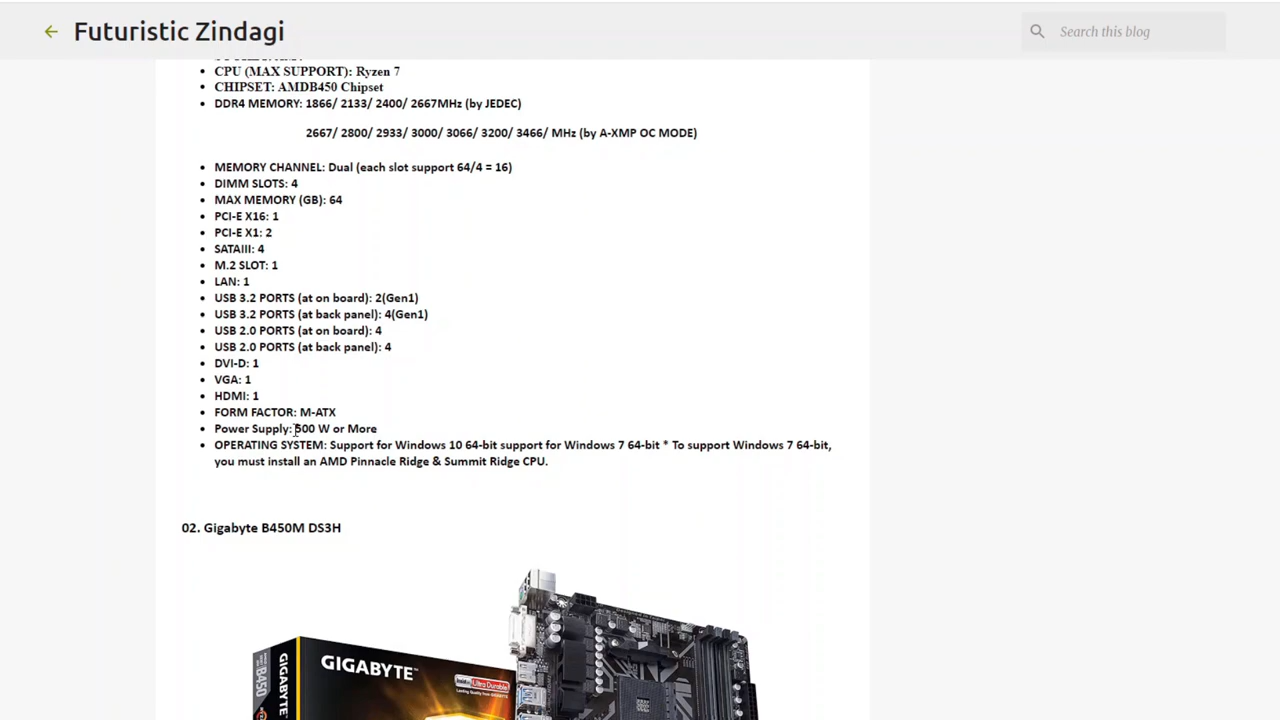 Futuristic Zindagi
Search this blog
CPU (MAX SUPPORT): Ryzen 7
CHIPSET: AMDB450 Chipset
DDR4 MEMORY: 1866/ 2133/ 2400/ 2667MHz (by JEDEC)
2667/ 2800/ 2933/ 3000/ 3066/ 3200/ 3466/ MHz (by A-XMP OC MODE)
MEMORY CHANNEL: Dual (each slot support 64/4 = 16)
DIMM SLOTS: 4
MAX MEMORY (GB): 64
PCI-E X16: 1
PCI-E X1: 2
SATAIII: 4
M.2 SLOT: 1
LAN: 1
USB 3.2 PORTS (at on board): 2(Gen1)
USB 3.2 PORTS (at back panel): 4(Gen1)
USB 2.0 PORTS (at on board): 4
USB 2.0 PORTS (at back panel): 4
DVI-D: 1
VGA: 1
HDMI: 1
FORM FACTOR: M-ATX
Power Supply: 500 W or More
OPERATING SYSTEM: Support for Windows 10 64-bit support for Windows 7 64-bit * To support Windows 7 64-bit,
you must install an AMD Pinnacle Ridge & Summit Ridge CPU.
02. Gigabyte B450M DS3H
GIGABYTE
GIGABYTE
B450
Ultra Durable